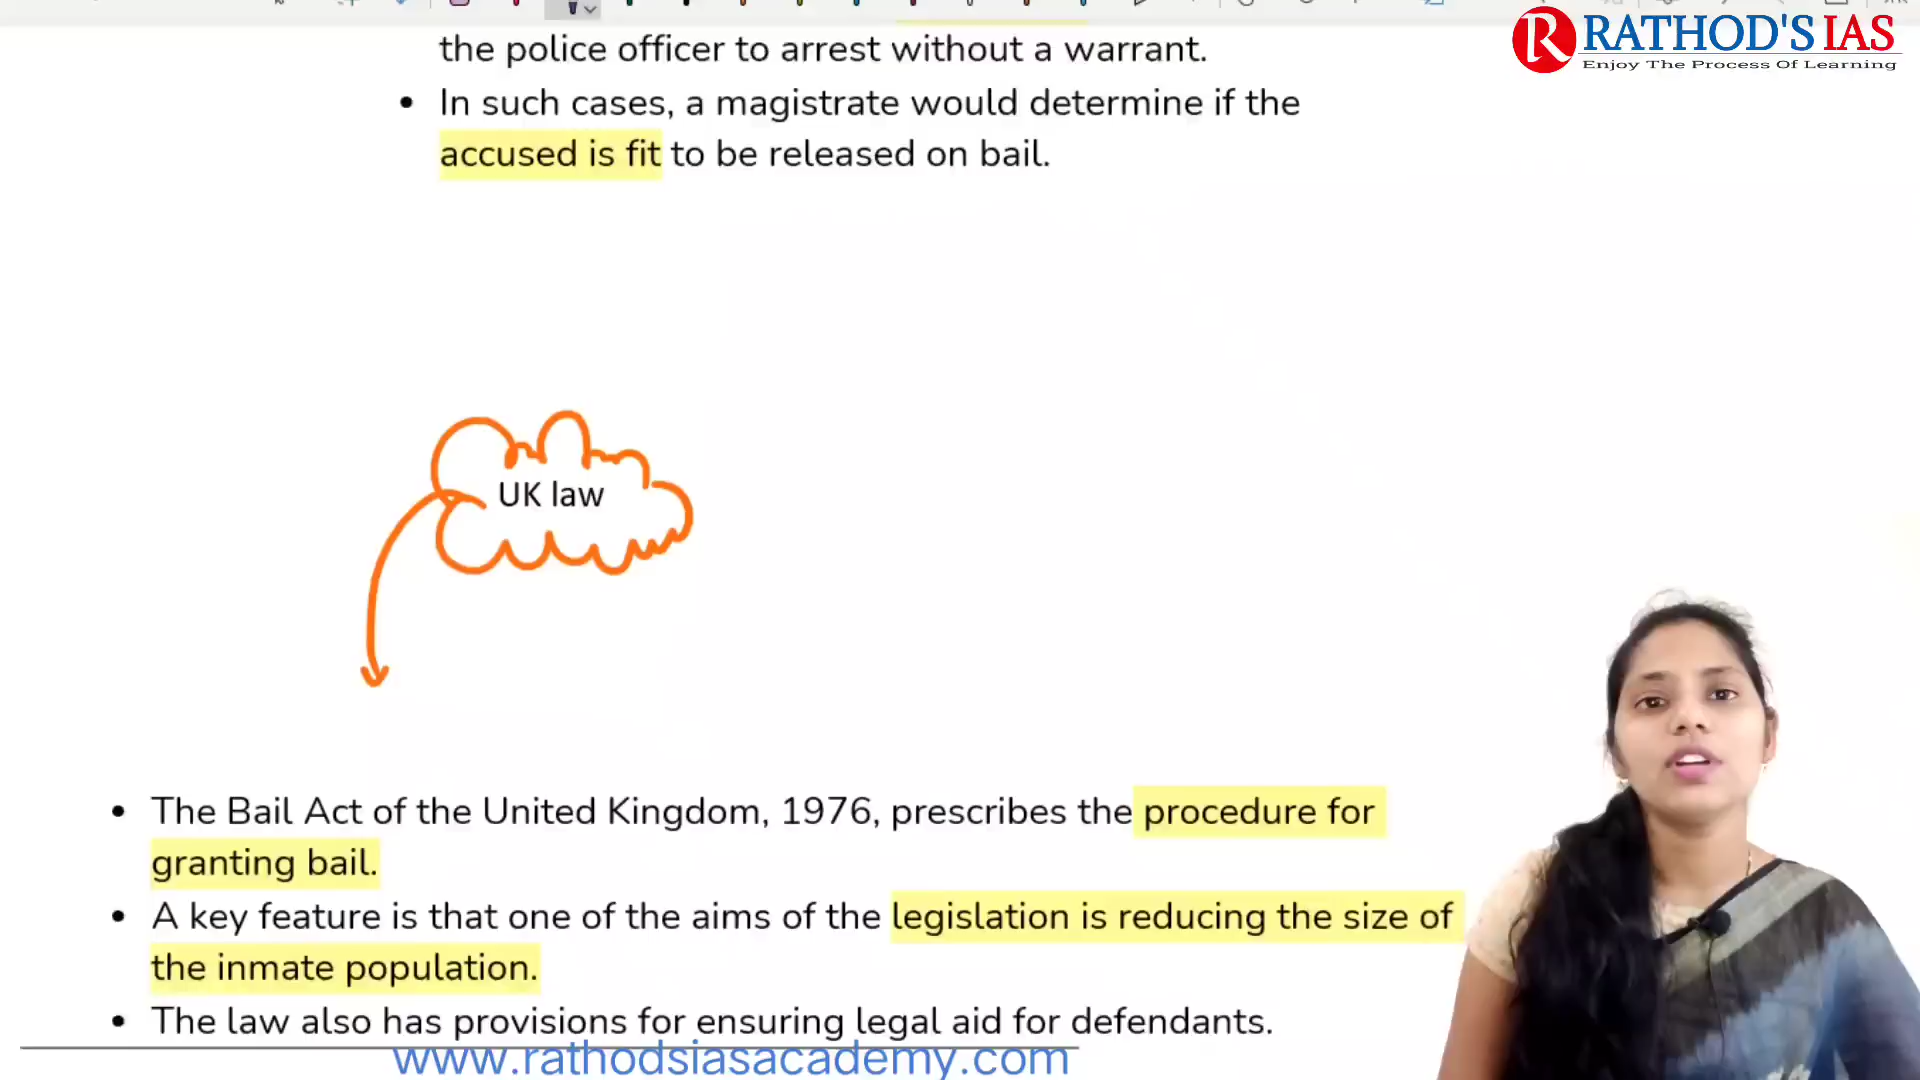 RATHOD'S IAS
Enjoy The Process Of Learning
the police officer to arrest without a warrant.
• In such cases, a magistrate would determine if the
accused is fit to be released on bail.
UK law
• The Bail Act of the United Kingdom, 1976, prescribes the procedure for
granting bail.
• A key feature is that one of the aims of the legislation is reducing the size of
the inmate population.
• The law also has provisions for ensuring legal aid for defendants.
www.rathodsiasacademy.com